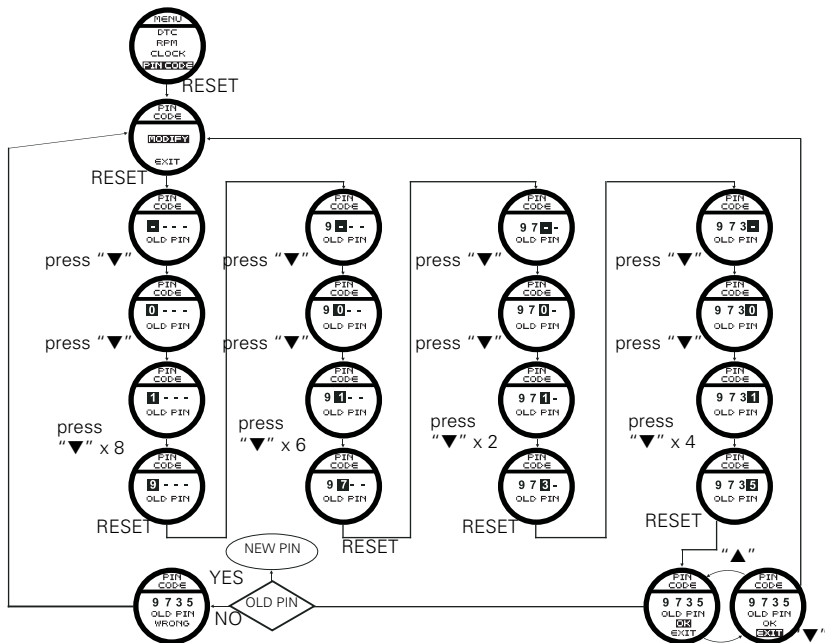 MENU
DTC
RPM
CLOCK
PIN CODE
RESET
PIN
CODE
MODIFY
EXIT
RESET
PIN
CODE
- - - -
OLD PIN
press "▼"
PIN
CODE
0 - - -
OLD PIN
press "▼"
PIN
CODE
1 - - -
OLD PIN
press
"▼" x 8
PIN
CODE
9 - - -
OLD PIN
RESET
PIN
CODE
9 - - -
OLD PIN
press "▼"
PIN
CODE
9 0 - -
OLD PIN
press "▼"
PIN
CODE
9 1 - -
OLD PIN
press
"▼" x 6
PIN
CODE
9 7 - -
OLD PIN
RESET
PIN
CODE
9 7 - -
OLD PIN
press "▼"
PIN
CODE
9 7 0 -
OLD PIN
press "▼"
PIN
CODE
9 7 1 -
OLD PIN
press
"▼" x 2
PIN
CODE
9 7 3 -
OLD PIN
RESET
PIN
CODE
9 7 3 -
OLD PIN
press "▼"
PIN
CODE
9 7 3 0
OLD PIN
press "▼"
PIN
CODE
9 7 3 1
OLD PIN
press
"▼" x 4
PIN
CODE
9 7 3 5
OLD PIN
RESET
"▲"
PIN
CODE
9 7 3 5
OLD PIN
OK
EXIT
PIN
CODE
9 7 3 5
OLD PIN
OK
EXIT
▼"
OLD PIN
YES
NEW PIN
NO
PIN
CODE
9 7 3 5
OLD PIN
WRONG